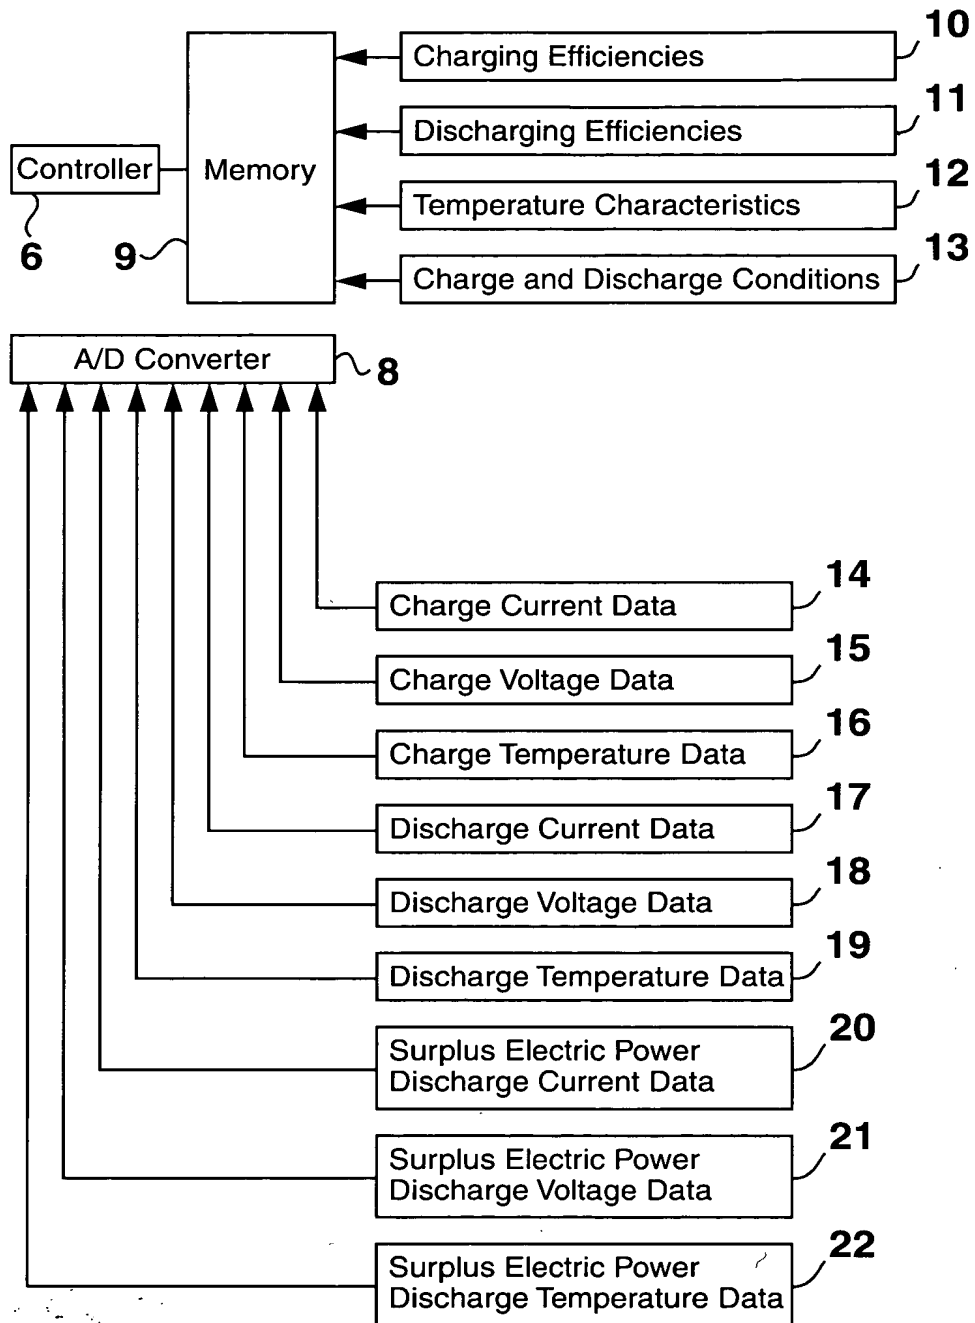 10
Charging Efficiencies
11
Discharging Efficiencies
Controller
Memory
12
Temperature Characteristics
6
9
13
Charge and Discharge Conditions
A/D Converter
8
14
Charge Current Data
15
Charge Voltage Data
16
Charge Temperature Data
17
Discharge Current Data
18
Discharge Voltage Data
19
Discharge Temperature Data
20
Surplus Electric Power
Discharge Current Data
21
Surplus Electric Power
Discharge Voltage Data
22
Surplus Electric Power
Discharge Temperature Data